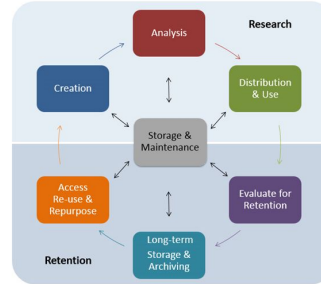 Research
Analysis
Creation
Distribution
& Use
Storage &
Maintenance
Access
Re-use &
Repurpose
Evaluate for
Retention
Long-term
Storage &
Archiving
Retention